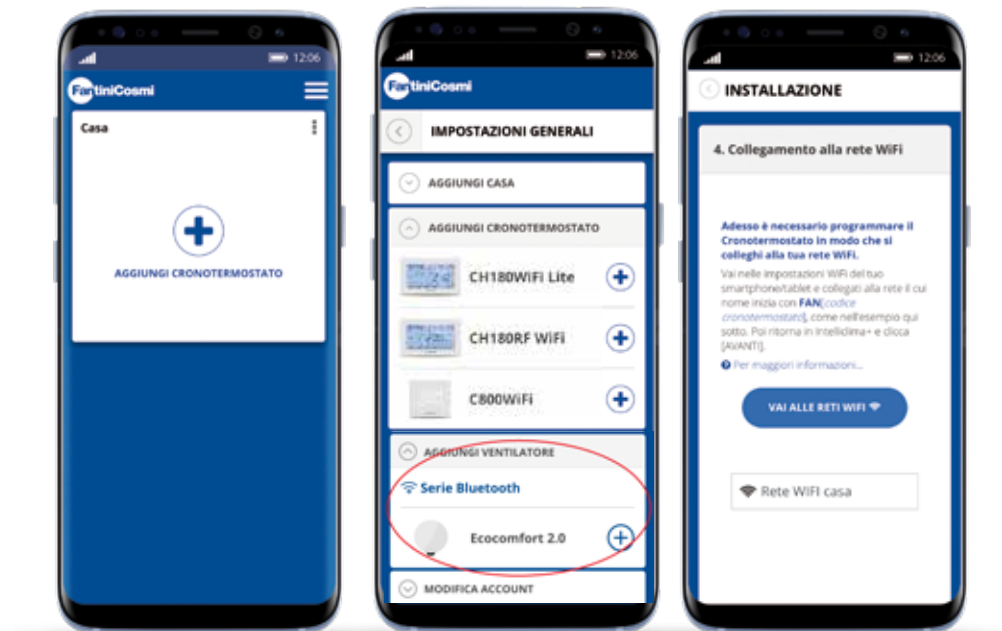 12:06
FantiniCosmi
Casa
AGGIUNGI CRONOTERMOSTATO
12:06
FantiniCosmi
IMPOSTAZIONI GENERALI
AGGIUNGI CASA
AGGIUNGI CRONOTERMOSTATO
CH180WiFi Lite
CH180RF WiFi
C800WiFi
AGGIUNGI VENTILATORE
Serie Bluetooth
Ecocomfort 2.0
MODIFICA ACCOUNT
12:06
INSTALLAZIONE
4. Collegamento alla rete WiFi
Adesso è necessario programmare il
Cronotermostato in modo che si
colleghi alla tua rete WiFi.
Vai nelle impostazioni WiFi del tuo
smartphone/tablet e collegati alla rete il cui
nome inizia con FAN[codice
cronotermostato], come nell'esempio qui
sotto. Poi ritorna in Intelliclima+ e clicca
[AVANTI].
Per maggiori informazioni...
VAI ALLE RETI WIFI
Rete WIFI casa